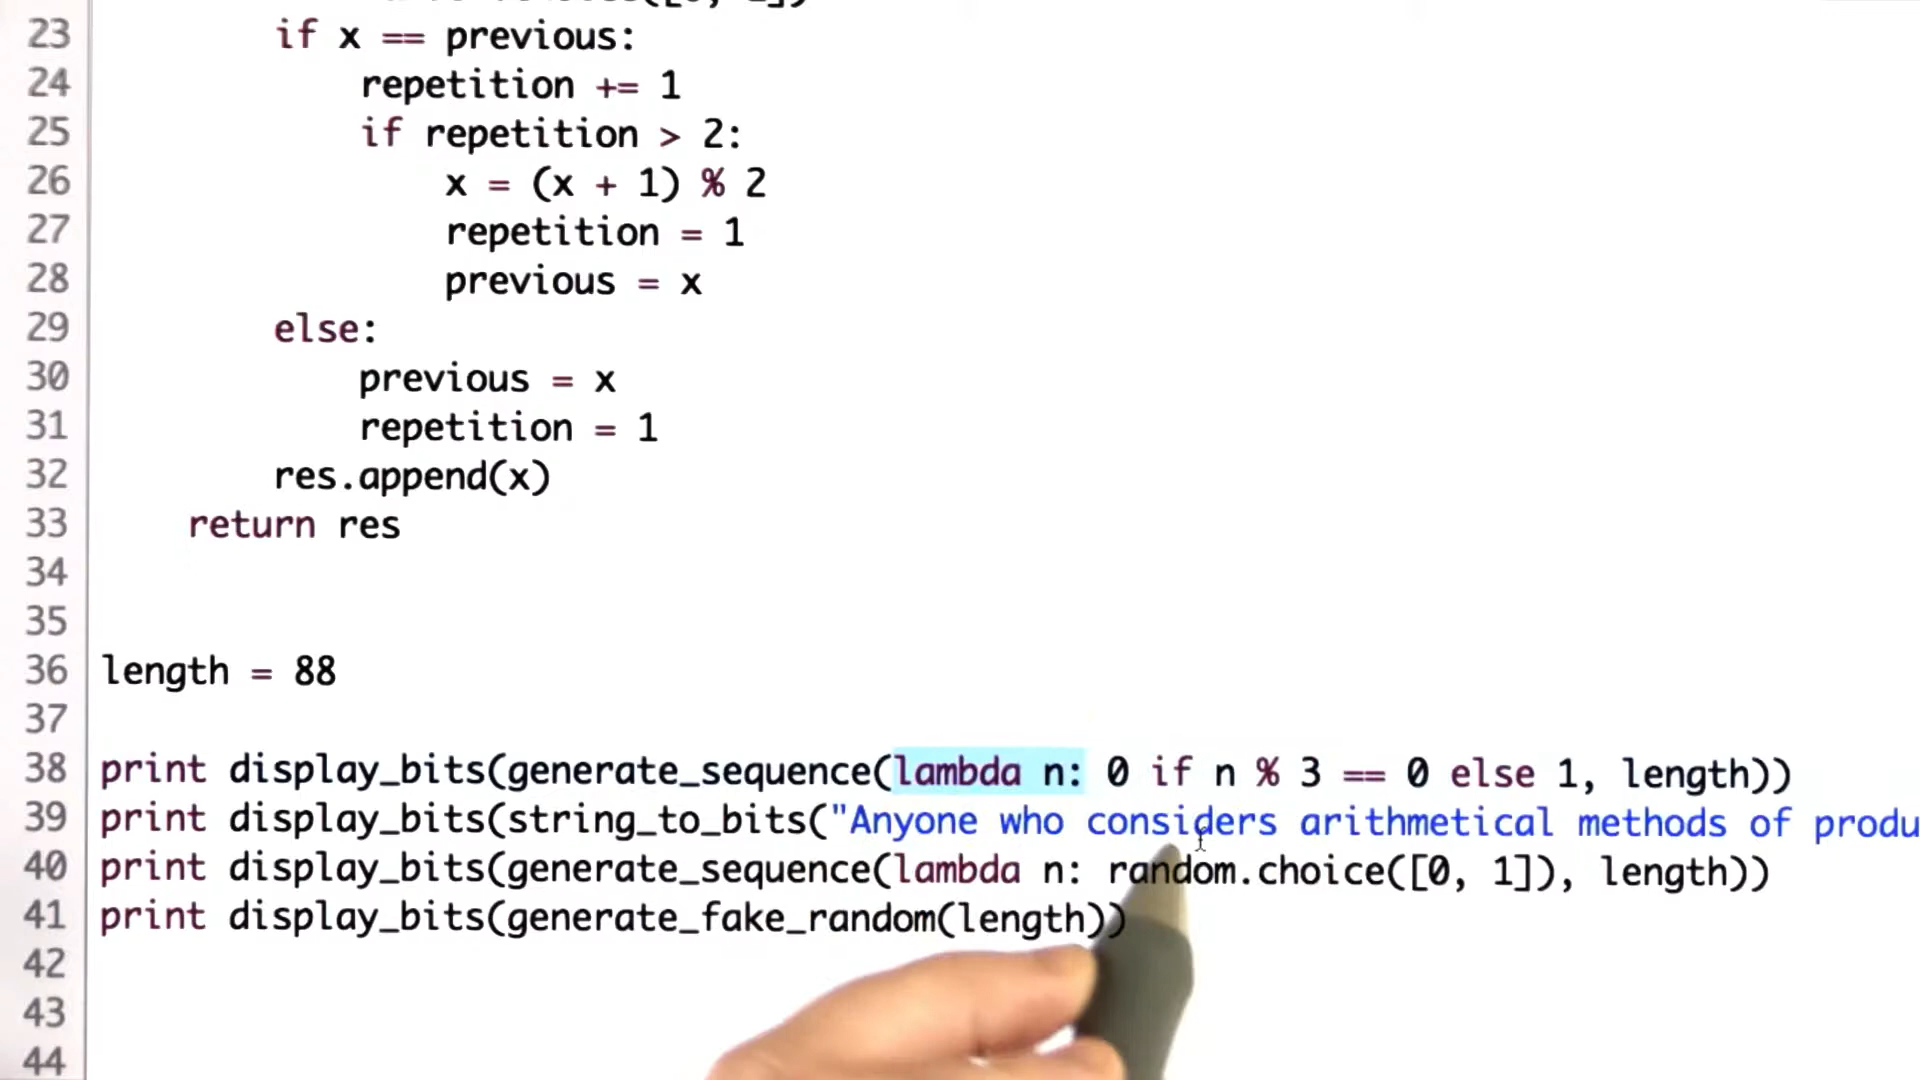 23 if x == previous:
24 repetition += 1
25 if repetition > 2:
26 x = (x + 1) % 2
27 repetition = 1
28 previous = x
29 else:
30 previous = x
31 repetition = 1
32 res.append(x)
33 return res
34
35
36 length = 88
37
38 print display_bits(generate_sequence(lambda n: 0 if n % 3 == 0 else 1, length))
39 print display_bits(string_to_bits("Anyone who considers arithmetical methods of produ
40 print display_bits(generate_sequence(lambda n: random.choice([0, 1]), length))
41 print display_bits(generate_fake_random(length))
42
43
44